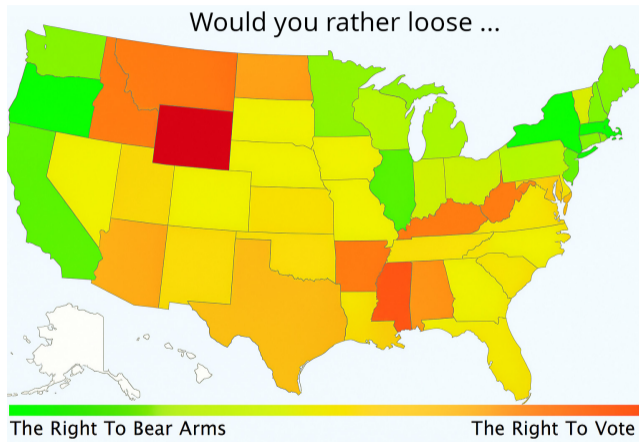 Would you rather loose ...
The Right To Bear Arms
The Right To Vote